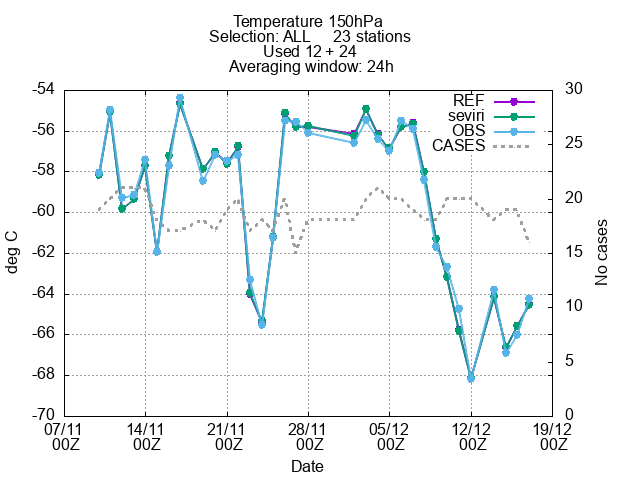 Temperature 150hPa
Selection: ALL 23 stations
Used 12 + 24
Averaging window: 24h
-54 30
REF
seviri
OBS
CASES
-56
25
-58
20
-60
deg C
No cases
-62 15
-64
10
-66
5
-68
-70 0
07/11 14/11 21/11 28/11 05/12 12/12 19/12
00Z 00Z 00Z 00Z 00Z 00Z 00Z
Date